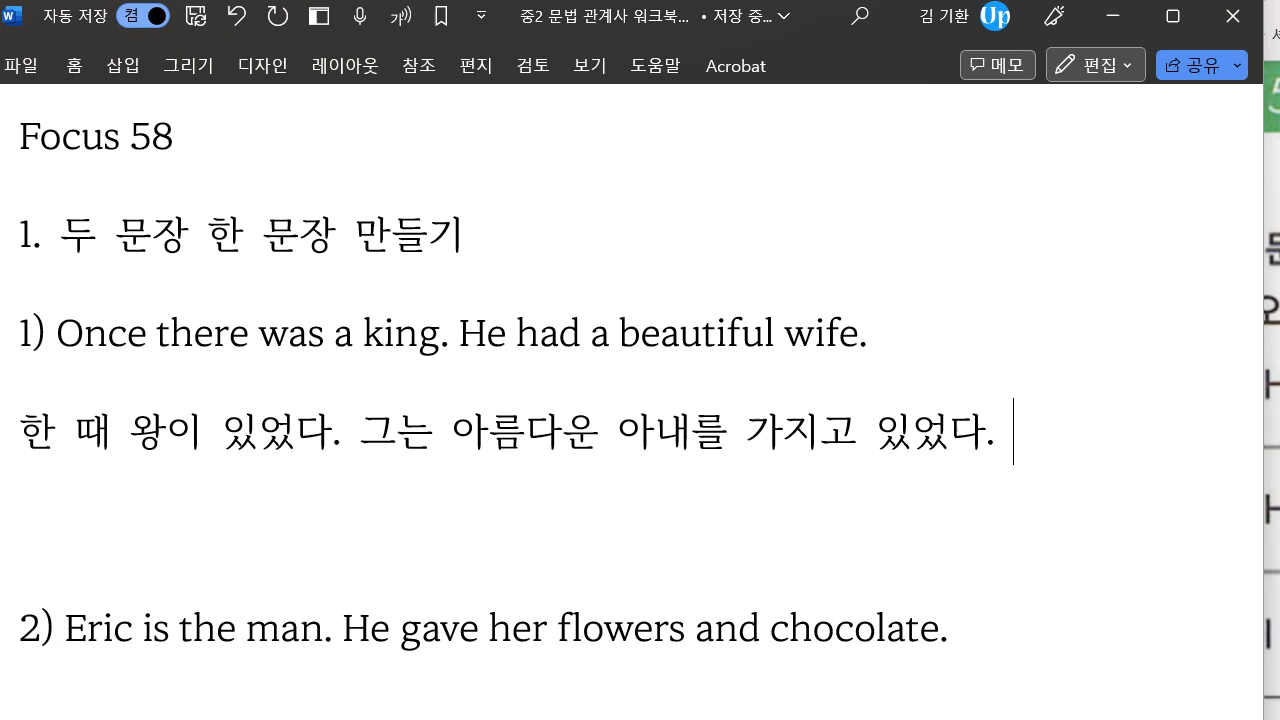 자동 저장 켬 가)) 중2 문법 관계사 워크북... • 저장 중... 김 기환 Up
파일 홈 삽입 그리기 디자인 레이아웃 참조 편지 검토 보기 도움말 Acrobat 메모 편집 공유
Focus 58
1. 두 문장 한 문장 만들기
1) Once there was a king. He had a beautiful wife.
한 때 왕이 있었다. 그는 아름다운 아내를 가지고 있었다.
2) Eric is the man. He gave her flowers and chocolate.